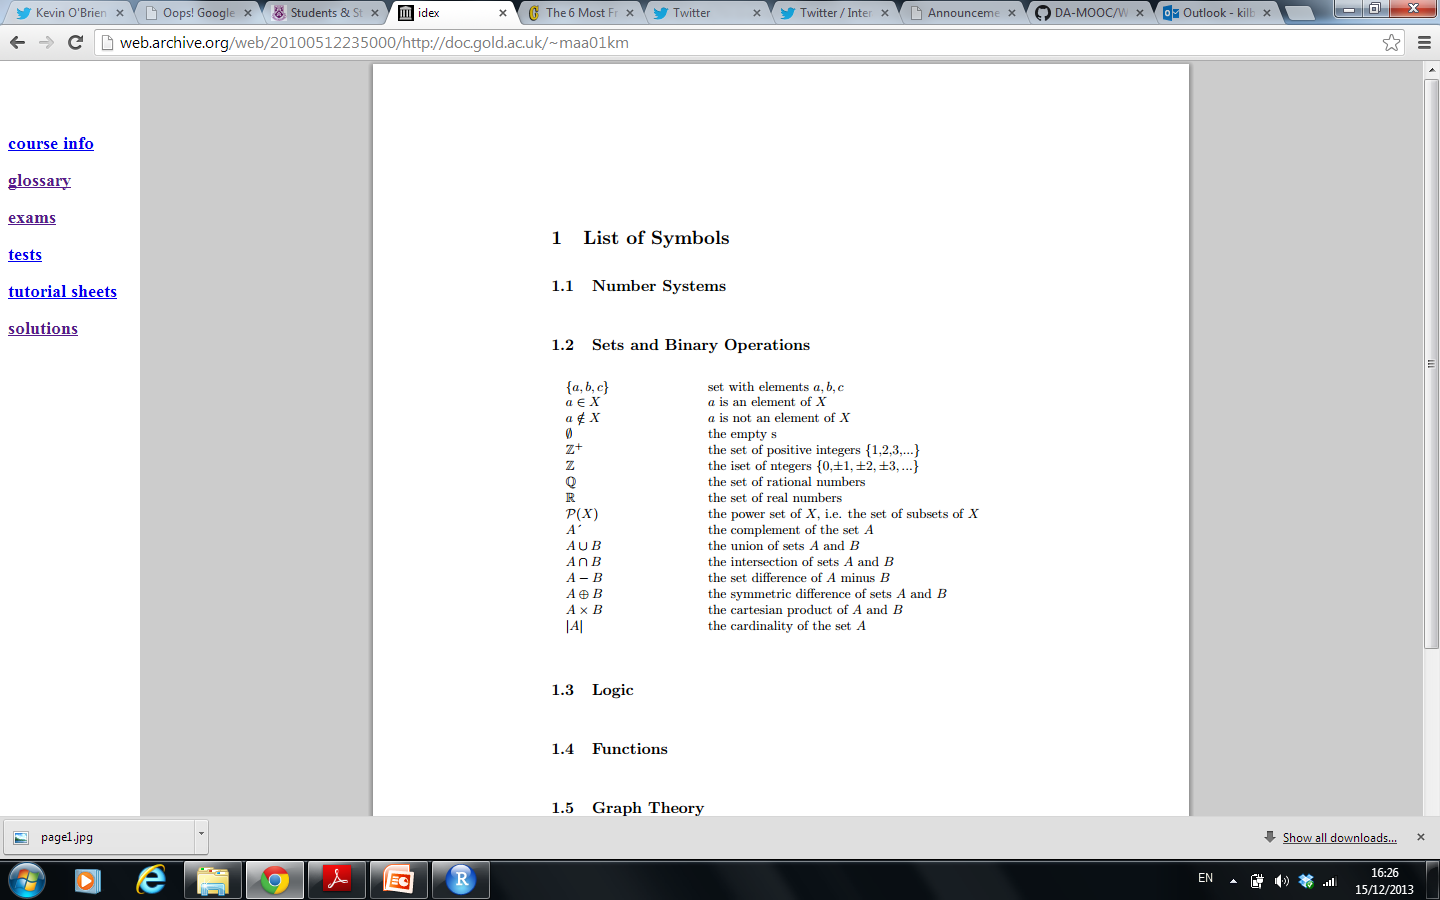 Kevin O'Brien
Oops! Google
Students & St
idex
The 6 Most Fr
Twitter
Twitter / Inter
Announceme
DA-MOOC/W
Outlook - kilb
web.archive.org/web/20100512235000/http://doc.gold.ac.uk/~maa01km
course info
glossary
exams
tests
tutorial sheets
solutions
1 List of Symbols
1.1 Number Systems
1.2 Sets and Binary Operations
{a, b, c} set with elements a, b, c
a ∈ X a is an element of X
a ∉ X a is not an element of X
∅ the empty s
ℤ⁺ the set of positive integers {1,2,3,...}
ℤ the iset of ntegers {0,±1, ±2, ±3, ...}
ℚ the set of rational numbers
ℝ the set of real numbers
𝒫(X) the power set of X, i.e. the set of subsets of X
A´ the complement of the set A
A ∪ B the union of sets A and B
A ∩ B the intersection of sets A and B
A − B the set difference of A minus B
A ⊕ B the symmetric difference of sets A and B
A × B the cartesian product of A and B
|A| the cardinality of the set A
1.3 Logic
1.4 Functions
1.5 Graph Theory
page1.jpg
Show all downloads...
EN
16:26
15/12/2013